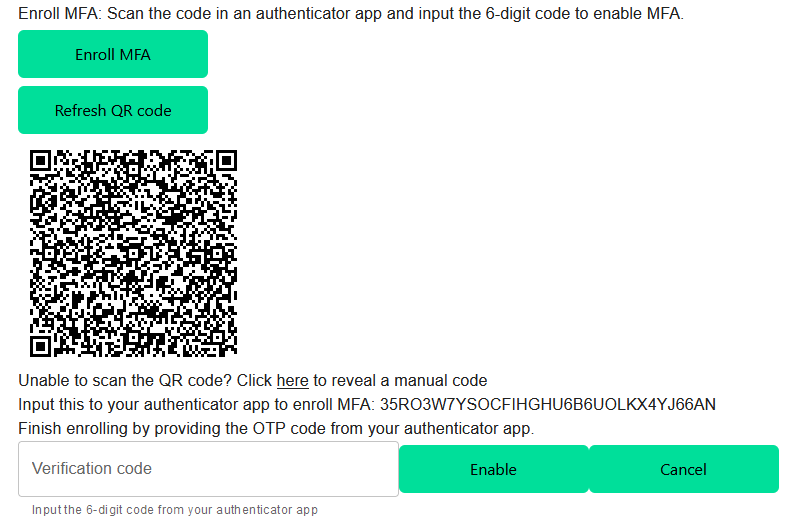 Enroll MFA: Scan the code in an authenticator app and input the 6-digit code to enable MFA.
Enroll MFA
Refresh QR code
Unable to scan the QR code? Click here to reveal a manual code
Input this to your authenticator app to enroll MFA: 35RO3W7YSOCFIHGHU6B6UOLKX4YJ66AN
Finish enrolling by providing the OTP code from your authenticator app.
Verification code
Enable
Cancel
Input the 6-digit code from your authenticator app